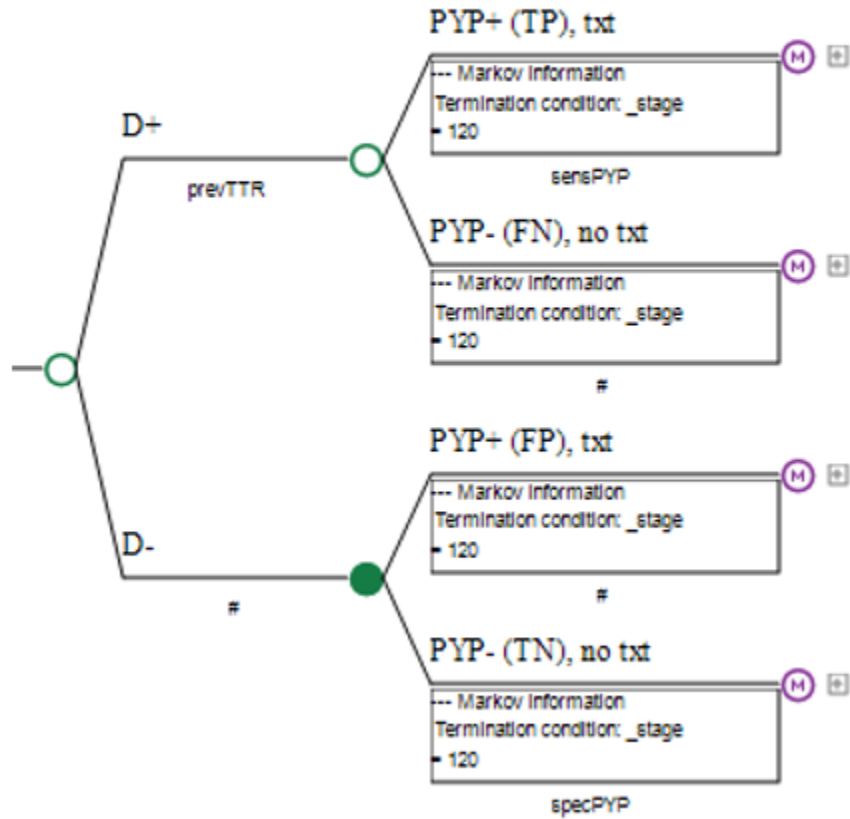 PYP+ (TP), txt
--- Markov Information
Termination condition: _stage
= 120
sensPYP
D+
prevTTR
PYP- (FN), no txt
--- Markov Information
Termination condition: _stage
= 120
#
PYP+ (FP), txt
--- Markov Information
Termination condition: _stage
= 120
#
D-
#
PYP- (TN), no txt
--- Markov Information
Termination condition: _stage
= 120
specPYP
M
M
M
M